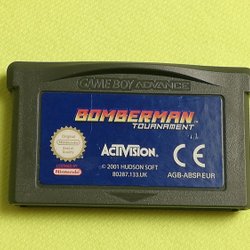 GAME BOY ADVANCE
BOMBERMAN
TOURNAMENT
ACTIVISION
© 2001 HUDSON SOFT
80287.133.UK
CE
AGB-ABSP-EUR
Nintendo